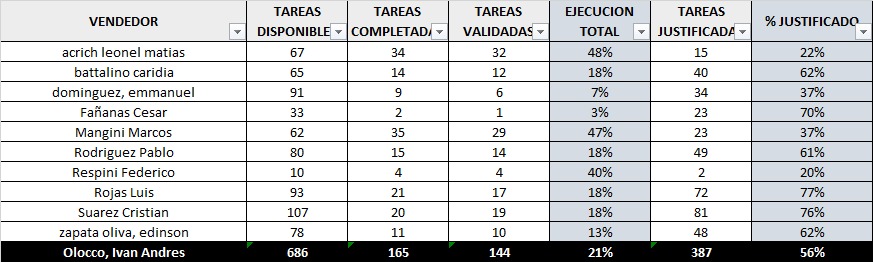 VENDEDOR TAREAS DISPONIBLE TAREAS COMPLETADA TAREAS VALIDADAS EJECUCION TOTAL TAREAS JUSTIFICADA % JUSTIFICADO
acrich leonel matias 67 34 32 48% 15 22%
battalino caridia 65 14 12 18% 40 62%
dominguez, emmanuel 91 9 6 7% 34 37%
Fañanas Cesar 33 2 1 3% 23 70%
Mangini Marcos 62 35 29 47% 23 37%
Rodriguez Pablo 80 15 14 18% 49 61%
Respini Federico 10 4 4 40% 2 20%
Rojas Luis 93 21 17 18% 72 77%
Suarez Cristian 107 20 19 18% 81 76%
zapata oliva, edinson 78 11 10 13% 48 62%
Olocco, Ivan Andres 686 165 144 21% 387 56%